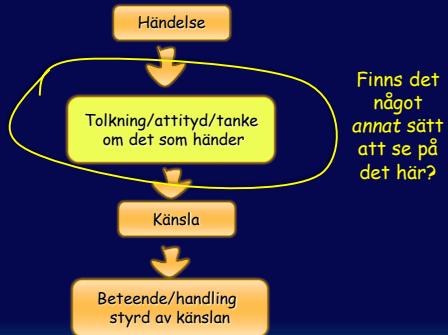 Händelse
Tolkning/attityd/tanke
om det som händer
Finns det
något
annat sätt
att se på
det här?
Känsla
Beteende/handling
styrd av känslan